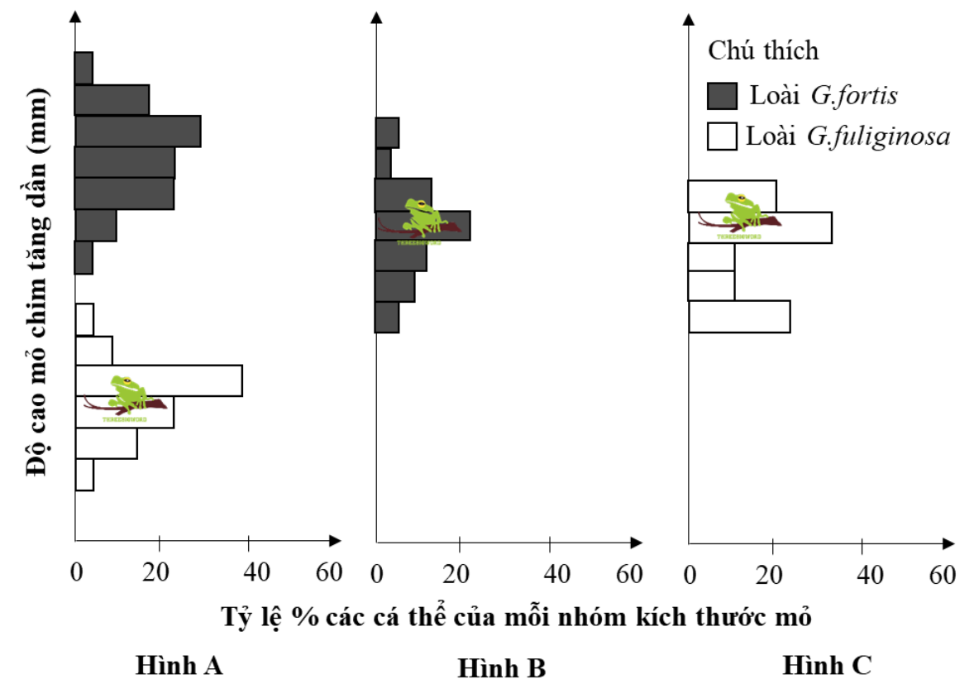 Chú thích
Loài G.fortis
Loài G.fuliginosa
Độ cao mỏ chim tăng dần (mm)
0 20 40 60
0 20 40 60
0 20 40 60
Tỷ lệ % các cá thể của mỗi nhóm kích thước mỏ
Hình A
Hình B
Hình C